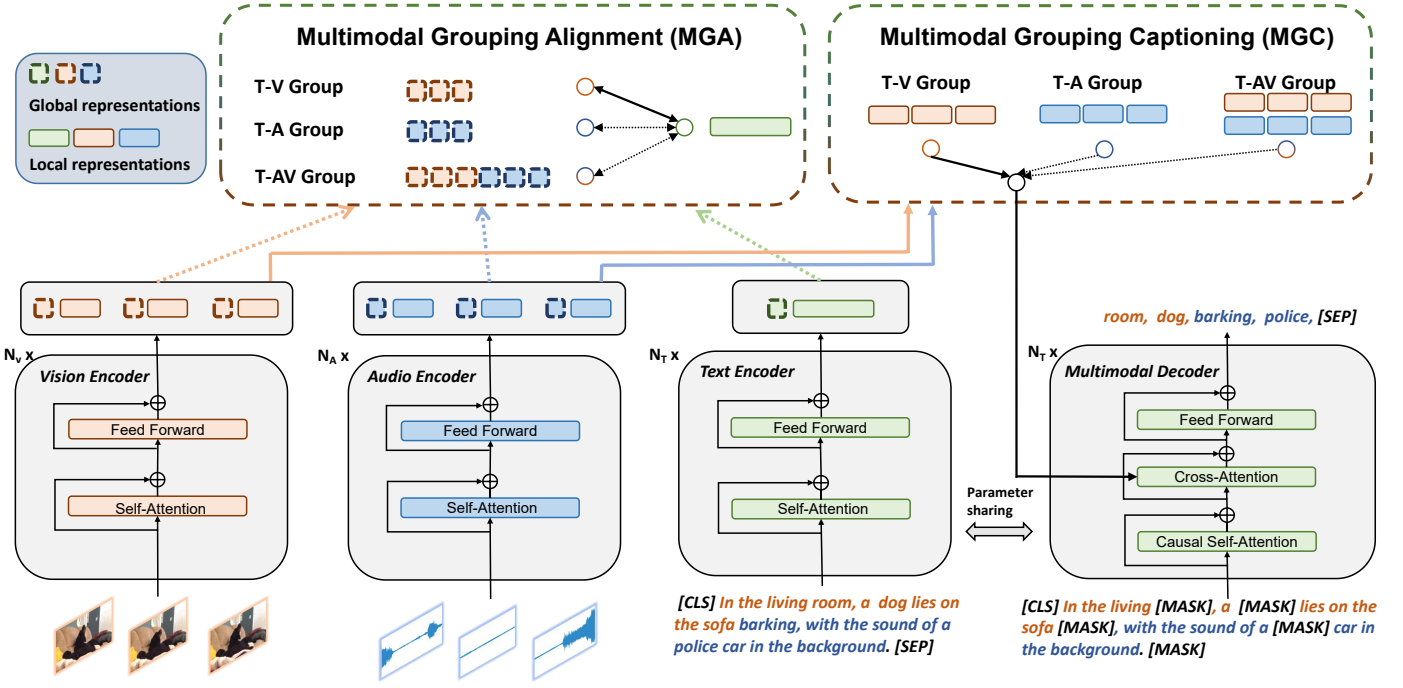 Multimodal Grouping Alignment (MGA)
T-V Group
T-A Group
T-AV Group
Multimodal Grouping Captioning (MGC)
T-V Group
T-A Group
T-AV Group
Global representations
Local representations
Nv x
Vision Encoder
Feed Forward
Self-Attention
NA x
Audio Encoder
Feed Forward
Self-Attention
NT x
Text Encoder
Feed Forward
Self-Attention
[CLS] In the living room, a dog lies on
the sofa barking, with the sound of a
police car in the background. [SEP]
Parameter
sharing
room, dog, barking, police, [SEP]
NT x
Multimodal Decoder
Feed Forward
Cross-Attention
Causal Self-Attention
[CLS] In the living [MASK], a [MASK] lies on the
sofa [MASK], with the sound of a [MASK] car in
the background. [MASK]